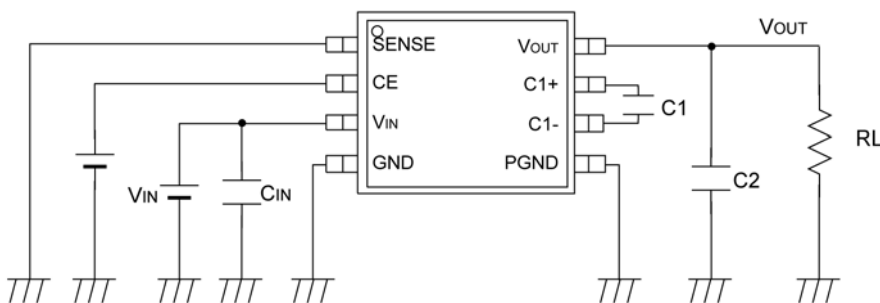 VOUT
SENSE
VOUT
CE
C1+
C1
VIN
C1-
RL
GND
PGND
C2
VIN
CIN